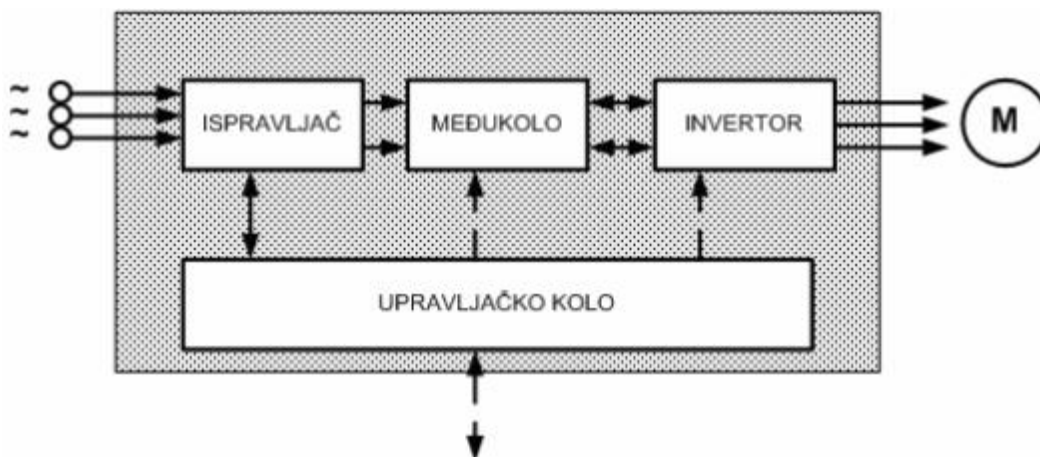 ~
~
~
ISPRAVLJAČ
MEĐUKOLO
INVERTOR
M
UPRAVLJAČKO KOLO